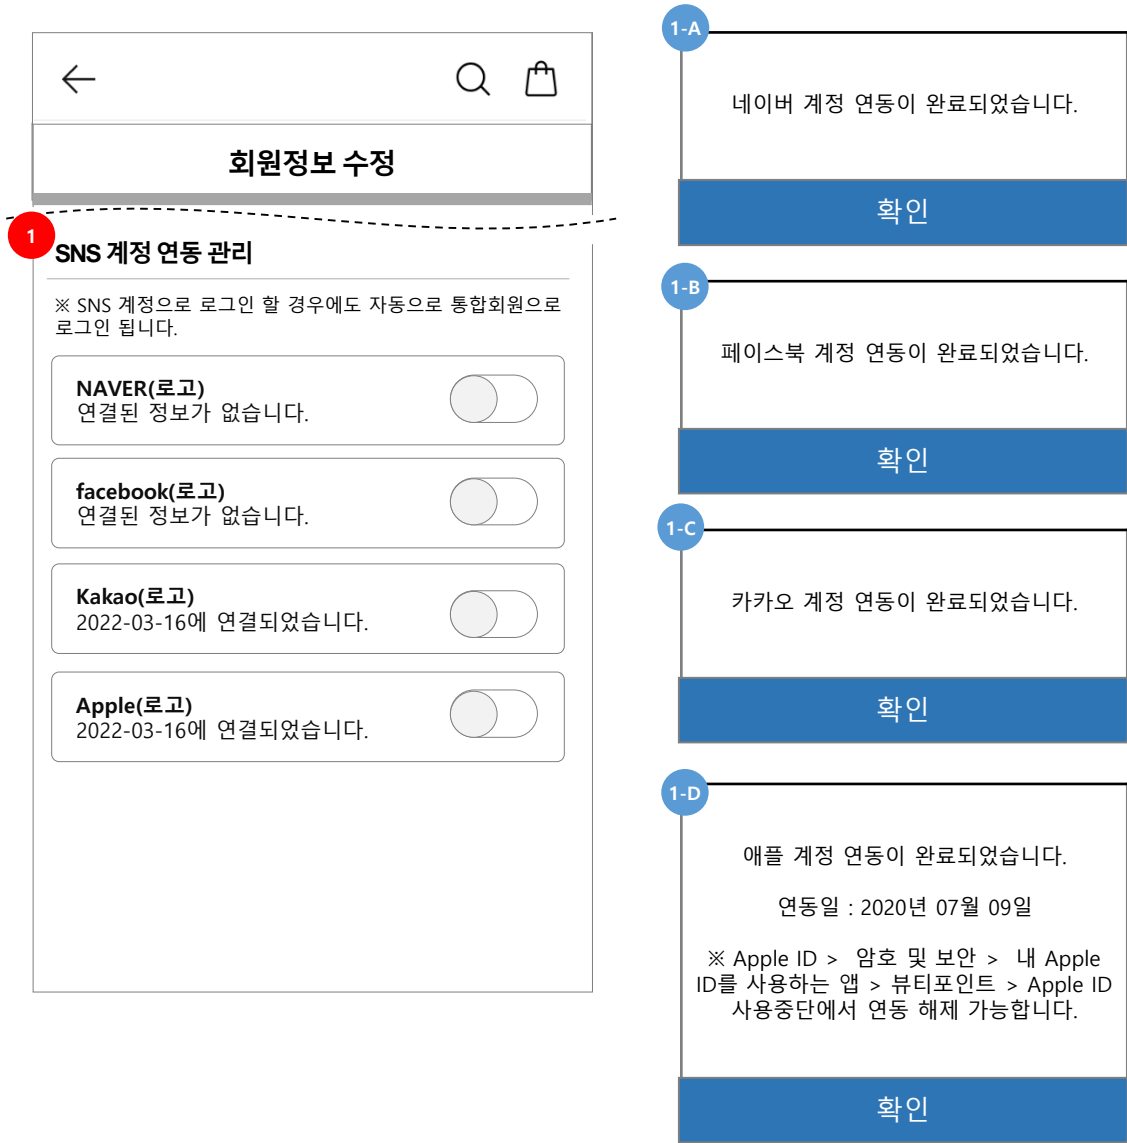 회원정보 수정
1
SNS 계정 연동 관리
※ SNS 계정으로 로그인 할 경우에도 자동으로 통합회원으로
로그인 됩니다.
NAVER(로고)
연결된 정보가 없습니다.
facebook(로고)
연결된 정보가 없습니다.
Kakao(로고)
2022-03-16에 연결되었습니다.
Apple(로고)
2022-03-16에 연결되었습니다.
1-A
네이버 계정 연동이 완료되었습니다.
확인
1-B
페이스북 계정 연동이 완료되었습니다.
확인
1-C
카카오 계정 연동이 완료되었습니다.
확인
1-D
애플 계정 연동이 완료되었습니다.
연동일 : 2020년 07월 09일
※ Apple ID > 암호 및 보안 > 내 Apple
ID를 사용하는 앱 > 뷰티포인트 > Apple ID
사용중단에서 연동 해제 가능합니다.
확인